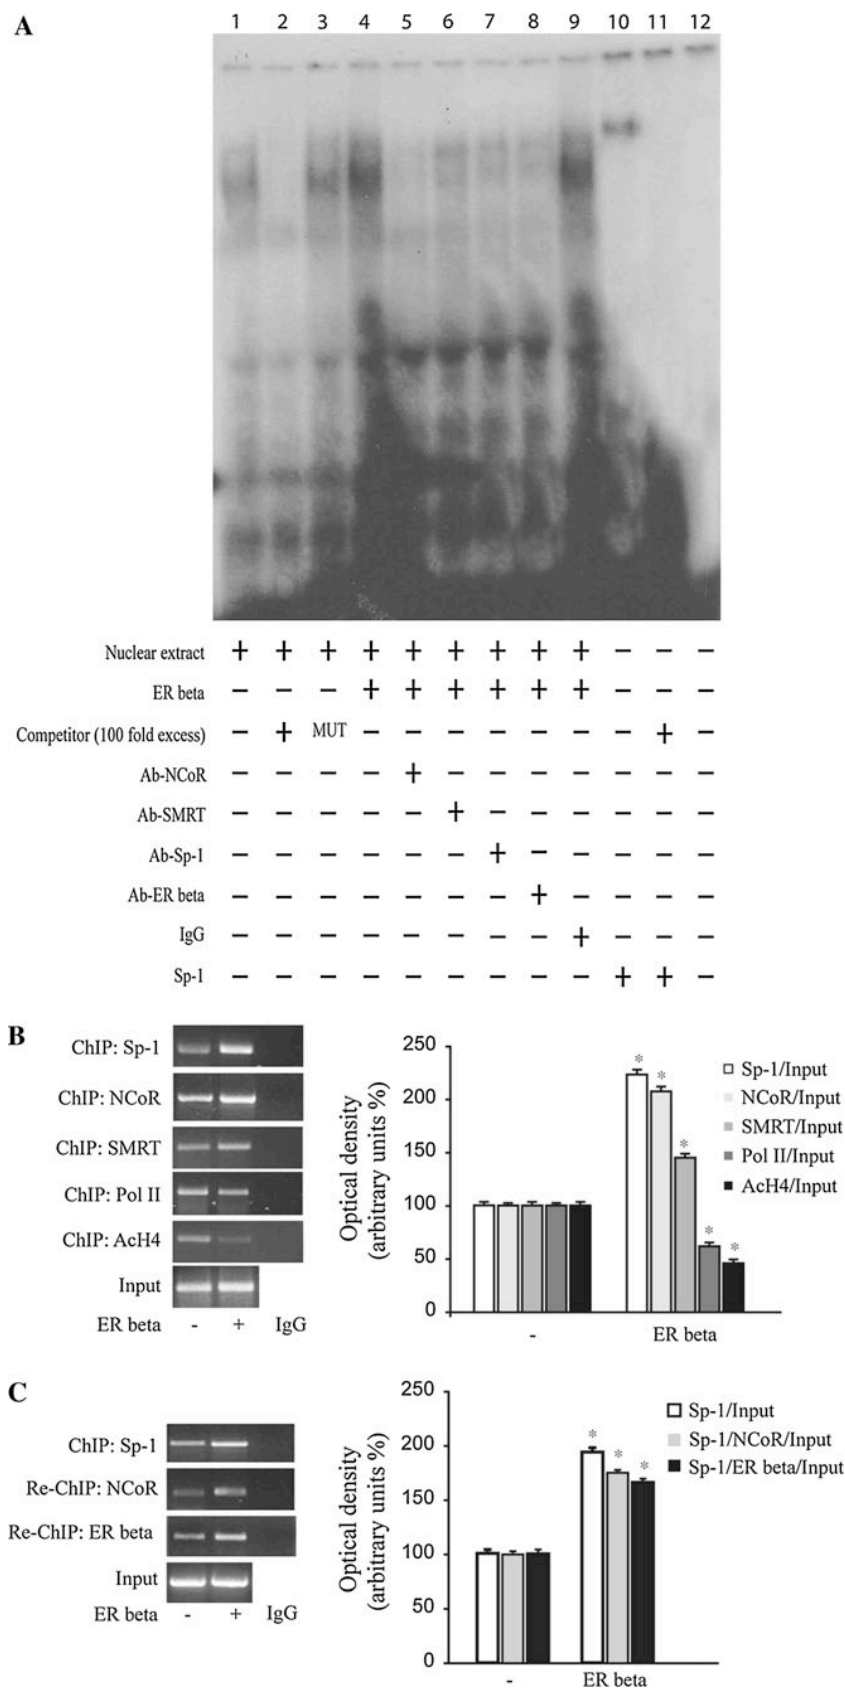 A
1 2 3 4 5 6 7 8 9 10 11 12
Nuclear extract + + + + + + + + + – – –
ER beta – – – + + + + + + – – –
Competitor (100 fold excess) – + MUT – – – – – – – + –
Ab-NCoR – – – – + – – – – – – –
Ab-SMRT – – – – – + – – – – – –
Ab-Sp-1 – – – – – – + – – – – –
Ab-ER beta – – – – – – – + – – – –
IgG – – – – – – – – + – – –
Sp-1 – – – – – – – – – + + –
B
ChIP: Sp-1
ChIP: NCoR
ChIP: SMRT
ChIP: Pol II
ChIP: AcH4
Input
ER beta - + IgG
Optical density
(arbitrary units %)
250
200
150
100
50
0
* * * * *
- ER beta
Sp-1/Input
NCoR/Input
SMRT/Input
Pol II/Input
AcH4/Input
C
ChIP: Sp-1
Re-ChIP: NCoR
Re-ChIP: ER beta
Input
ER beta - + IgG
Optical density
(arbitrary units %)
250
200
150
100
50
0
* * *
- ER beta
Sp-1/Input
Sp-1/NCoR/Input
Sp-1/ER beta/Input